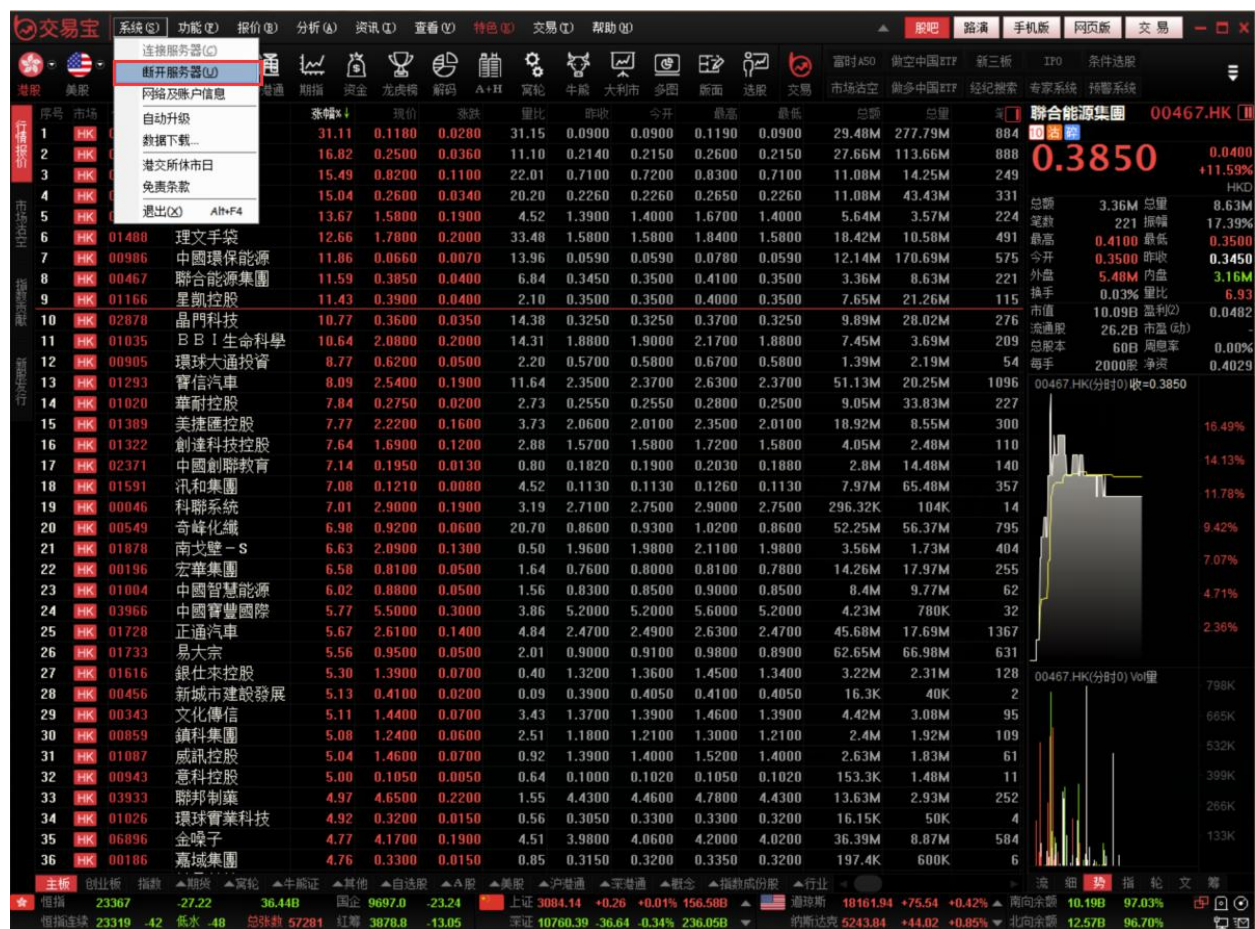 交易宝 系统(S) 功能(F) 报价(B) 分析(A) 资讯(I) 查看(V) 特色(E) 交易(T) 帮助(H) 股吧 路演 手机版 网页版 交 易
连接服务器(C)
断开服务器(U)
网络及账户信息
自动升级
数据下载...
港交所休市日
免责条款
退出(X) Alt+F4
港股 美股 期指 资金 龙虎榜 解码 A+H 窝轮 牛熊 大利市 多图 版面 选股 交易
富时A50 做空中国ETF 新三板 IPO 条件选股
市场沽空 做多中国ETF 经纪搜索 专家系统 预警系统
行情报价
市场沽空
指数贡献
新股发行
序号 市场 涨幅%↓ 现价 涨跌 量比 昨收 今开 最高 最低 总额 总量
1 HK 31.11 0.1180 0.0280 31.15 0.0900 0.0900 0.1190 0.0900 29.48M 277.79M 884
2 HK 16.82 0.2500 0.0360 11.10 0.2140 0.2150 0.2600 0.2150 27.66M 113.66M 888
3 HK 15.49 0.8200 0.1100 22.01 0.7100 0.7200 0.8300 0.7100 11.08M 14.25M 249
4 HK 15.04 0.2600 0.0340 20.20 0.2260 0.2260 0.2650 0.2260 11.08M 43.43M 331
5 HK 13.67 1.5800 0.1900 4.52 1.3900 1.4000 1.6700 1.4000 5.64M 3.57M 224
6 HK 01488 理文手袋 12.66 1.7800 0.2000 33.48 1.5800 1.5800 1.8400 1.5800 18.42M 10.58M 491
7 HK 00986 中國環保能源 11.86 0.0660 0.0070 13.96 0.0590 0.0590 0.0780 0.0590 12.14M 170.69M 575
8 HK 00467 聯合能源集團 11.59 0.3850 0.0400 6.84 0.3450 0.3500 0.4100 0.3500 3.36M 8.63M 221
9 HK 01166 星凱控股 11.43 0.3900 0.0400 2.10 0.3500 0.3500 0.4000 0.3500 7.65M 21.26M 115
10 HK 02878 晶門科技 10.77 0.3600 0.0350 14.38 0.3250 0.3250 0.3700 0.3250 9.89M 28.02M 276
11 HK 01035 ＢＢＩ生命科學 10.64 2.0800 0.2000 14.31 1.8800 1.9000 2.1700 1.8800 7.45M 3.69M 209
12 HK 00905 環球大通投資 8.77 0.6200 0.0500 2.20 0.5700 0.5800 0.6700 0.5800 1.39M 2.19M 54
13 HK 01293 寶信汽車 8.09 2.5400 0.1900 11.64 2.3500 2.3700 2.6300 2.3700 51.13M 20.25M 1096
14 HK 01020 華耐控股 7.84 0.2750 0.0200 2.73 0.2550 0.2550 0.2800 0.2500 9.05M 33.83M 227
15 HK 01389 美捷匯控股 7.77 2.2200 0.1600 3.73 2.0600 2.0100 2.3500 2.0100 18.92M 8.55M 300
16 HK 01322 創達科技控股 7.64 1.6900 0.1200 2.88 1.5700 1.5800 1.7200 1.5800 4.05M 2.48M 110
17 HK 02371 中國創聯教育 7.14 0.1950 0.0130 0.80 0.1820 0.1900 0.2030 0.1880 2.8M 14.48M 140
18 HK 01591 汛和集團 7.08 0.1210 0.0080 4.52 0.1130 0.1130 0.1260 0.1130 7.97M 65.48M 357
19 HK 00046 科聯系統 7.01 2.9000 0.1900 3.19 2.7100 2.7500 2.9000 2.7500 296.32K 104K 14
20 HK 00549 奇峰化纖 6.98 0.9200 0.0600 20.70 0.8600 0.9300 1.0200 0.8600 52.25M 56.37M 795
21 HK 01878 南戈壁－S 6.63 2.0900 0.1300 0.50 1.9600 1.9800 2.1100 1.9800 3.56M 1.73M 404
22 HK 00196 宏華集團 6.58 0.8100 0.0500 1.64 0.7600 0.8000 0.8100 0.7800 14.26M 17.97M 255
23 HK 01004 中國智慧能源 6.02 0.8800 0.0500 1.56 0.8300 0.8500 0.9000 0.8500 8.4M 9.77M 62
24 HK 03966 中國寶豐國際 5.77 5.5000 0.3000 3.86 5.2000 5.2000 5.6000 5.2000 4.23M 780K 32
25 HK 01728 正通汽車 5.67 2.6100 0.1400 4.84 2.4700 2.4900 2.6300 2.4700 45.68M 17.69M 1367
26 HK 01733 易大宗 5.56 0.9500 0.0500 2.01 0.9000 0.9100 0.9800 0.8900 62.65M 66.98M 631
27 HK 01616 銀仕來控股 5.30 1.3900 0.0700 0.40 1.3200 1.3600 1.4500 1.3400 3.22M 2.31M 128
28 HK 00456 新城市建設發展 5.13 0.4100 0.0200 0.09 0.3900 0.4050 0.4100 0.4050 16.3K 40K 2
29 HK 00343 文化傳信 5.11 1.4400 0.0700 3.43 1.3700 1.3900 1.4600 1.3900 4.42M 3.08M 95
30 HK 00859 鎮科集團 5.08 1.2400 0.0600 2.51 1.1800 1.2100 1.3000 1.2100 2.4M 1.92M 109
31 HK 01087 威訊控股 5.04 1.4600 0.0700 0.92 1.3900 1.4000 1.5200 1.4000 2.63M 1.83M 61
32 HK 00943 意科控股 5.00 0.1050 0.0050 0.64 0.1000 0.1020 0.1050 0.1020 153.3K 1.48M 11
33 HK 03933 聯邦制藥 4.97 4.6500 0.2200 1.55 4.4300 4.4600 4.7800 4.4300 13.63M 2.93M 252
34 HK 01026 環球實業科技 4.92 0.3200 0.0150 0.56 0.3050 0.3300 0.3300 0.3200 16.15K 50K 4
35 HK 06896 金嗓子 4.77 4.1700 0.1900 4.51 3.9800 4.0600 4.2000 4.0200 36.39M 8.87M 584
36 HK 00186 嘉域集團 4.76 0.3300 0.0150 0.85 0.3150 0.3200 0.3350 0.3200 197.4K 600K 6
聯合能源集團 00467.HK
10 沽 碎
0.3850 0.0400
+11.59%
HKD
总额 3.36M 总量 8.63M
笔数 221 振幅 17.39%
最高 0.4100 最低 0.3500
今开 0.3500 昨收 0.3450
外盘 5.48M 内盘 3.16M
换手 0.03% 量比 6.93
市值 10.09B 盈利(2) 0.0482
流通股 26.2B 市盈(动) -
总股本 60B 周息率 0.00%
每手 2000股 净资 0.4029
00467.HK(分时0) 收=0.3850
16.49%
14.13%
11.78%
9.42%
7.07%
4.71%
2.36%
00467.HK(分时0) Vol量
798K
665K
532K
399K
266K
133K
主板 创业板 指数 ▲期货 ▲窝轮 ▲牛熊证 ▲其他 ▲自选股 ▲A股 ▲美股 ▲沪港通 ▲深港通 ▲概念 ▲指数成份股 ▲行业 流 细 势 指 轮 文 筹
恒指 23367 -27.22 36.44B 国企 9697.0 -23.24 上证 3084.14 +0.26 +0.01% 156.58B 道琼斯 18161.94 +75.54 +0.42% 南向余额 10.19B 97.03%
恒指连续 23319 -42 低水 -48 总张数 57281 红筹 3878.8 -13.05 深证 10760.39 -36.64 -0.34% 236.05B 纳斯达克 5243.84 +44.02 +0.85% 北向余额 12.57B 96.70%